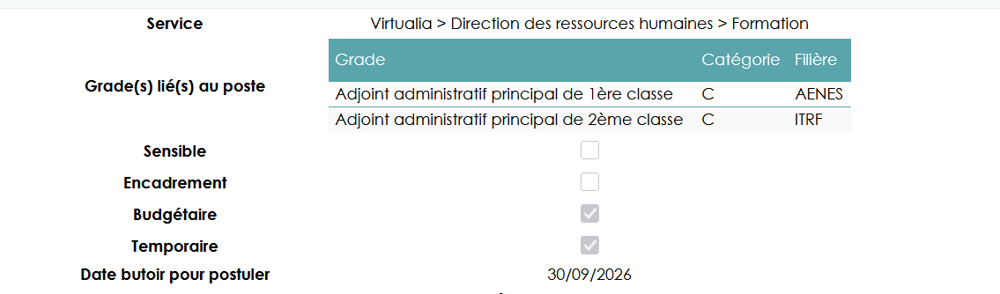 Service Virtualia > Direction des ressources humaines > Formation
Grade Catégorie Filière
Grade(s) lié(s) au poste
Adjoint administratif principal de 1ère classe C AENES
Adjoint administratif principal de 2ème classe C ITRF
Sensible
Encadrement
Budgétaire
Temporaire
Date butoir pour postuler 30/09/2026